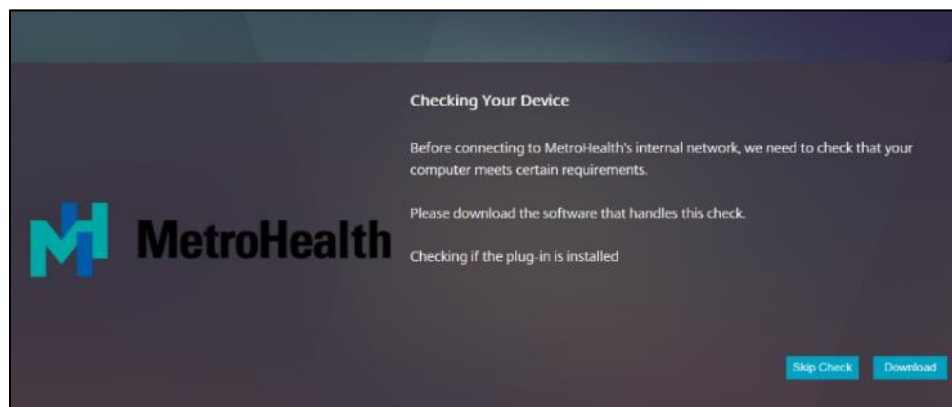 Checking Your Device
Before connecting to MetroHealth's internal network, we need to check that your
computer meets certain requirements.
Please download the software that handles this check.
MetroHealth
Checking if the plug-in is installed
Skip Check
Download